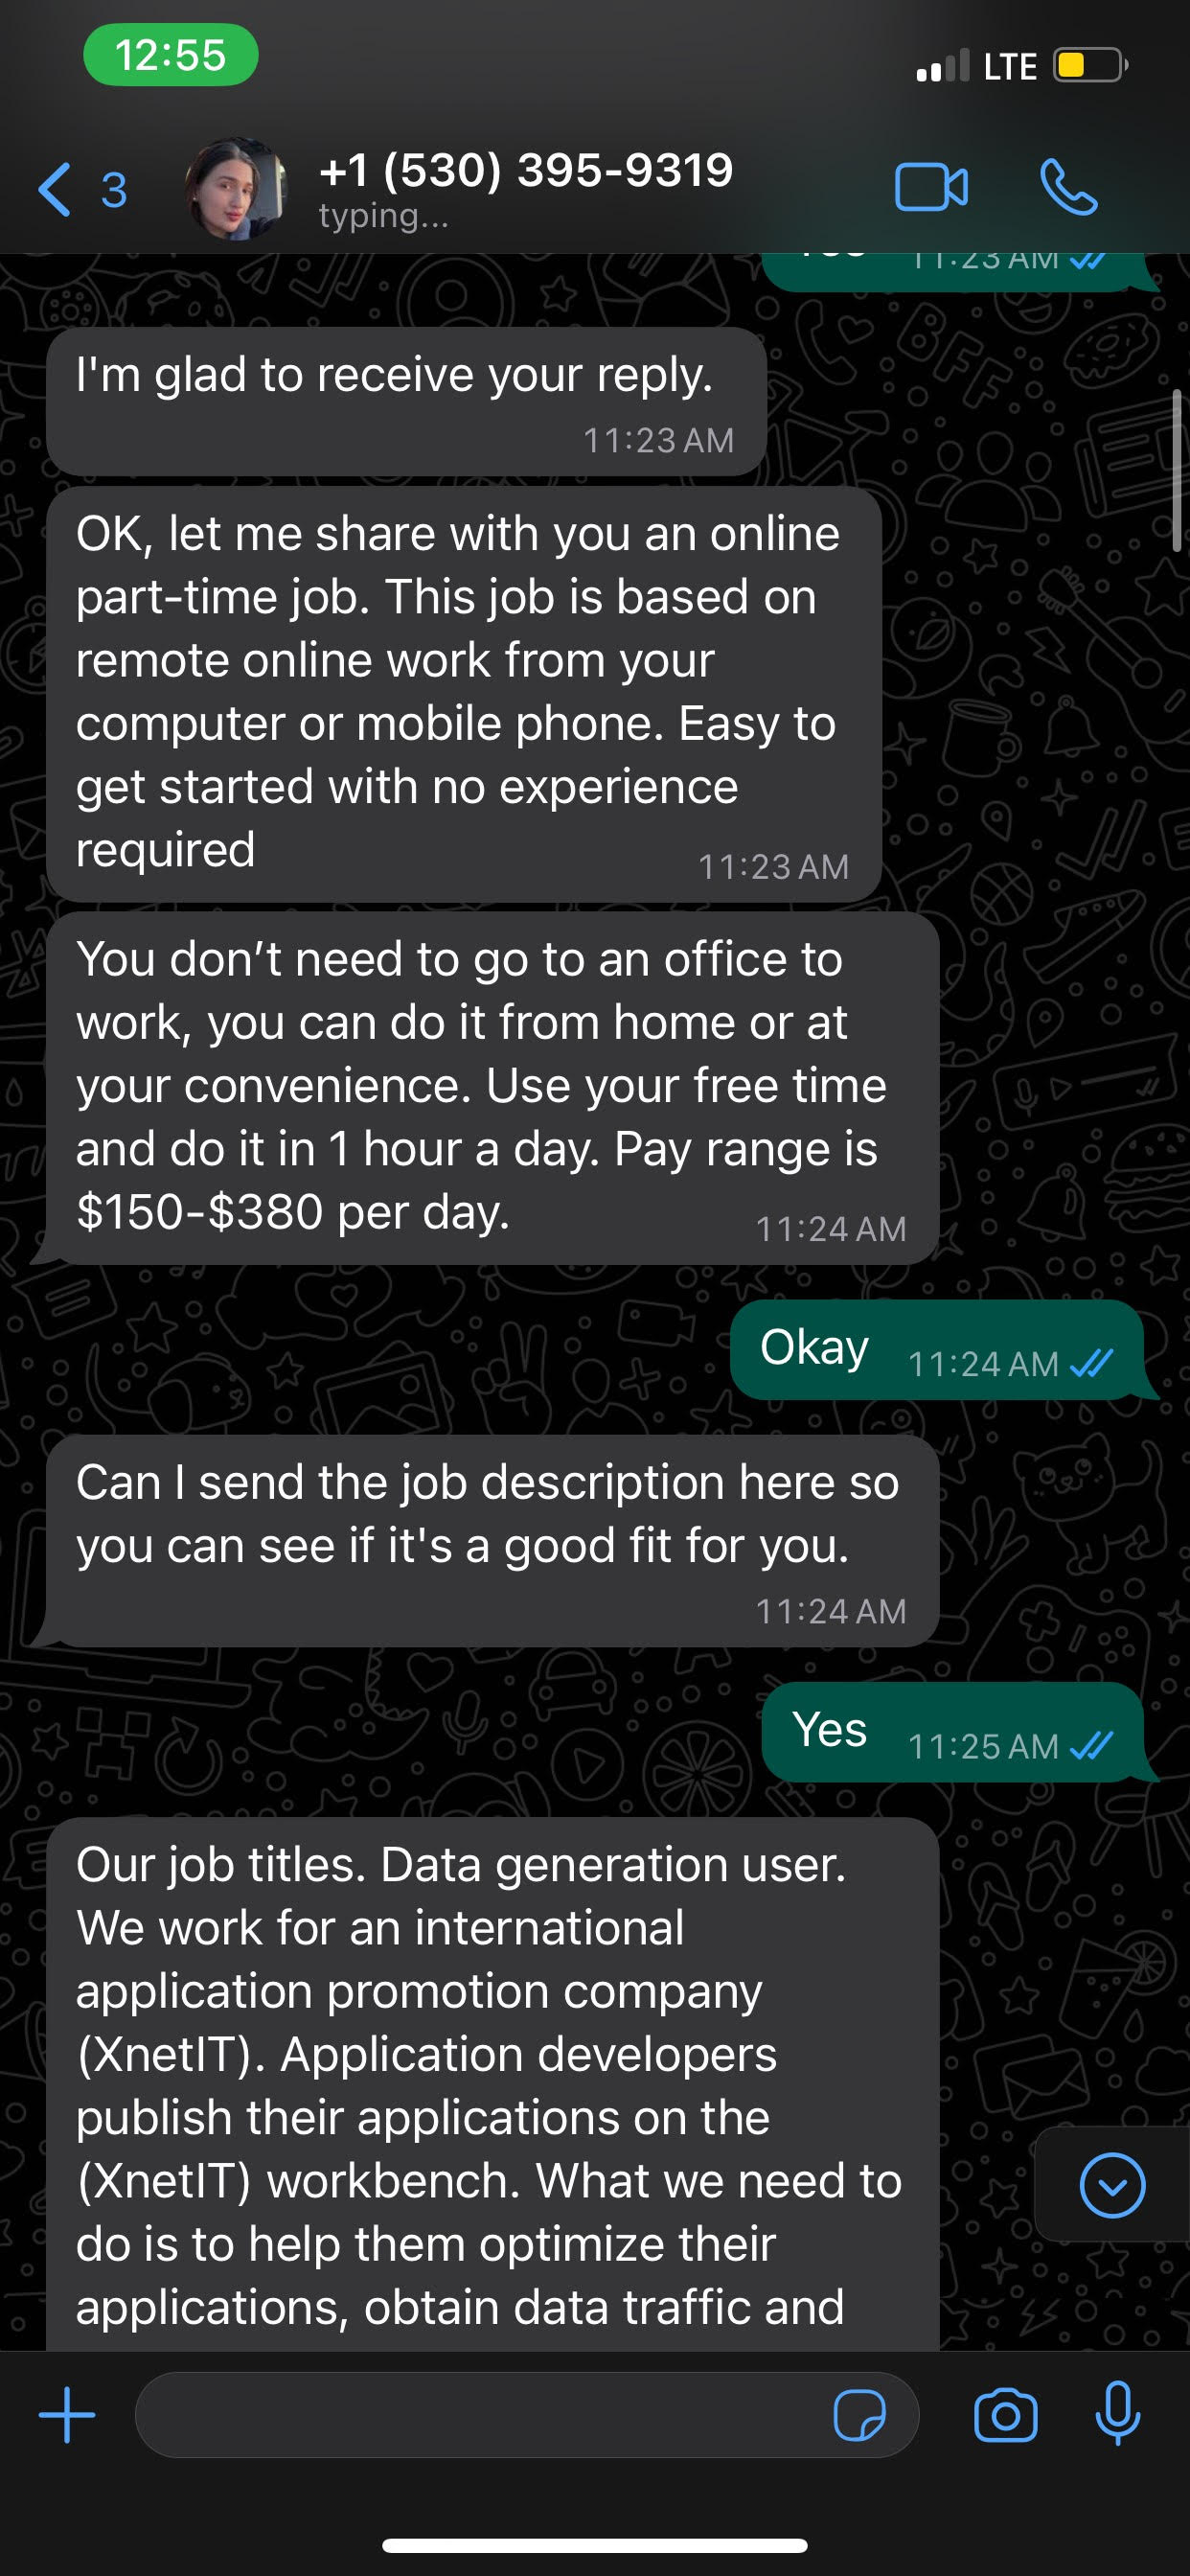 12:55
LTE
3
+1 (530) 395-9319
typing...
11:23 AM
I'm glad to receive your reply.
11:23 AM
OK, let me share with you an online
part-time job. This job is based on
remote online work from your
computer or mobile phone. Easy to
get started with no experience
required
11:23 AM
You don’t need to go to an office to
work, you can do it from home or at
your convenience. Use your free time
and do it in 1 hour a day. Pay range is
$150-$380 per day.
11:24 AM
Okay
11:24 AM
Can I send the job description here so
you can see if it's a good fit for you.
11:24 AM
Yes
11:25 AM
Our job titles. Data generation user.
We work for an international
application promotion company
(XnetIT). Application developers
publish their applications on the
(XnetIT) workbench. What we need to
do is to help them optimize their
applications, obtain data traffic and